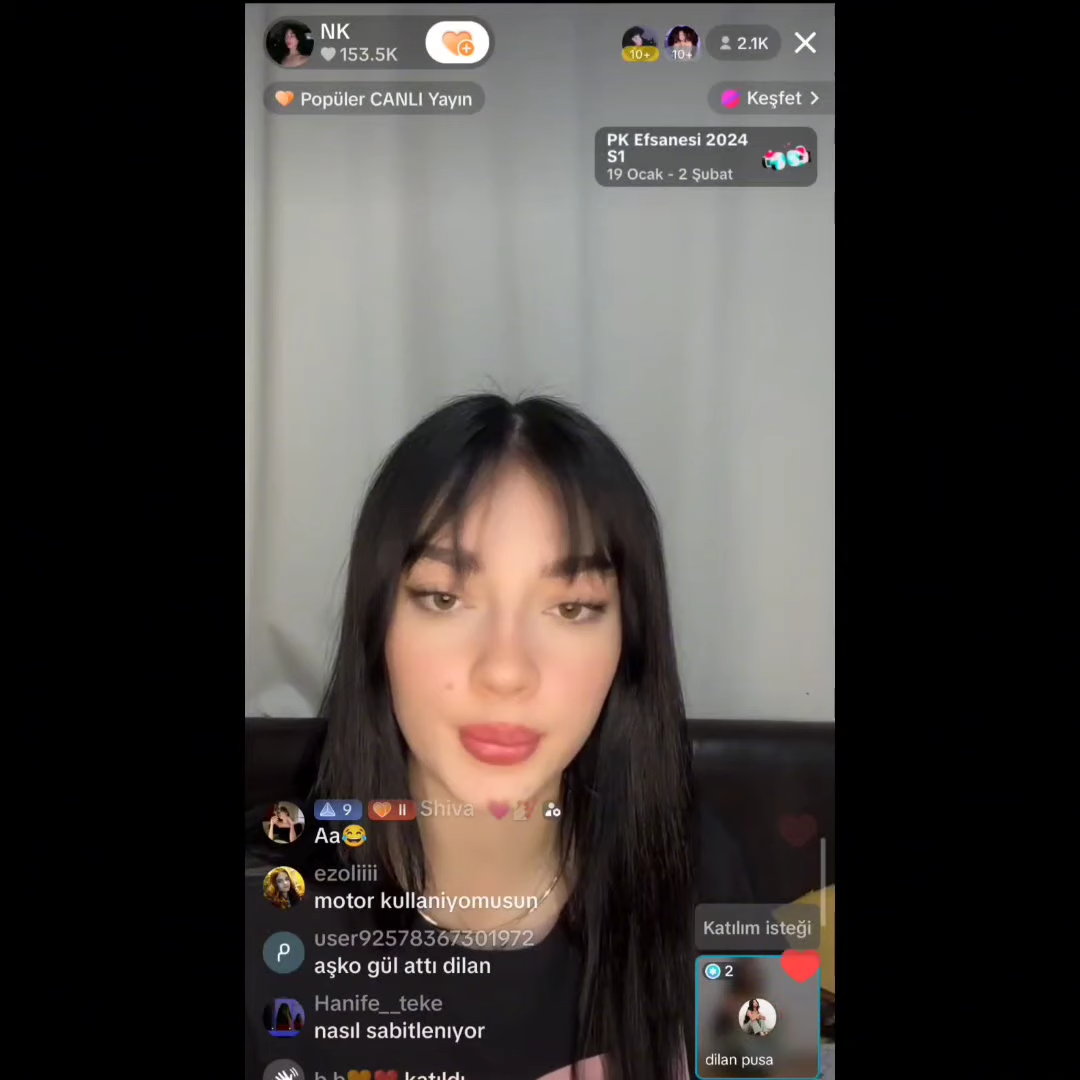 NK
153.5K
10+
10+
2.1K
Popüler CANLI Yayın
Keşfet
PK Efsanesi 2024
S1
19 Ocak - 2 Şubat
9
II
Shiva
Aa
ezoliiii
motor kullaniyomusun
user92578367301972
aşko gül attı dilan
Hanife__teke
nasıl sabitlenıyor
katıldı
Katılım isteği
2
dilan pusa